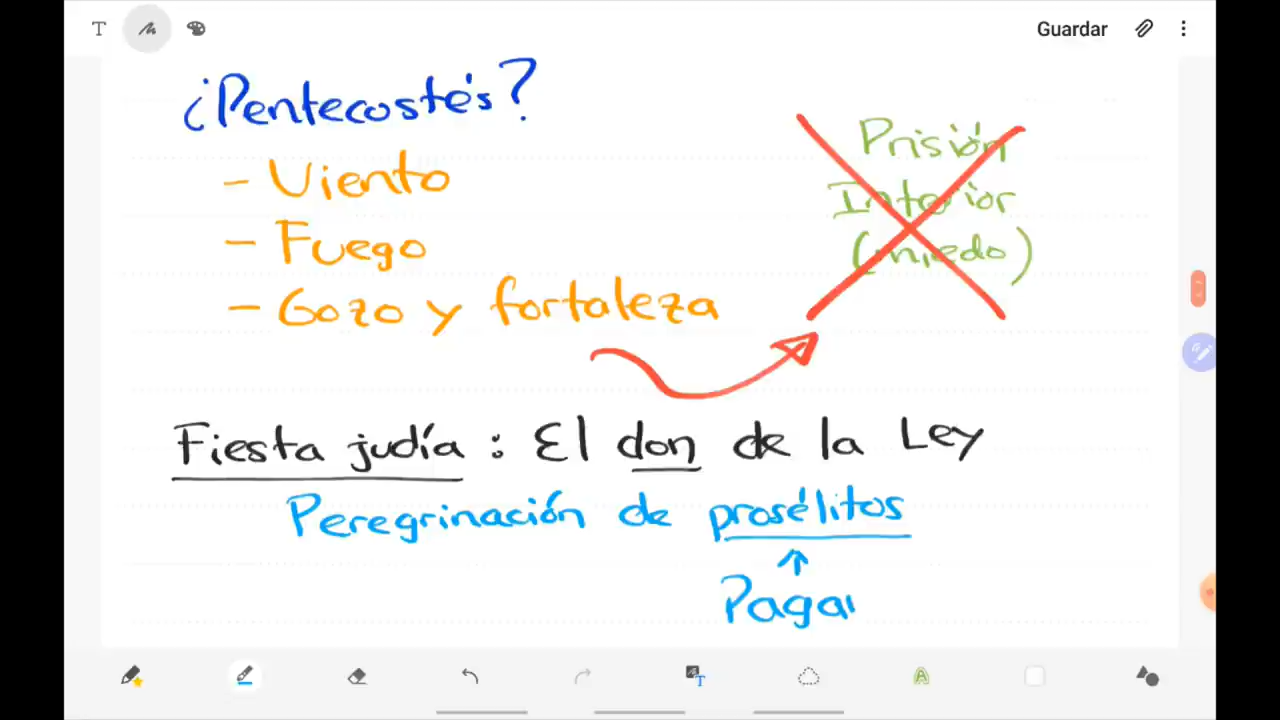 T
Guardar
¿Pentecostés?
- Viento
- Fuego
- Gozo y fortaleza
Prisión
Interior
(miedo)
Fiesta judía: El don de la Ley
Peregrinación de prosélitos
Pagan